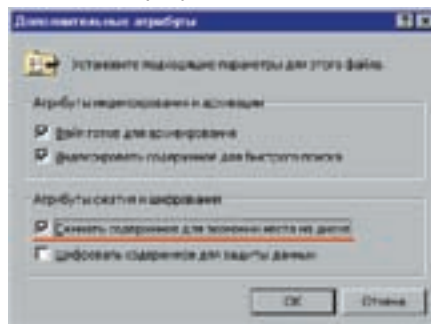 Дополнительные атрибуты
Установите подходящие параметры для этого файла.
Атрибуты индексирования и архивации
Файл готов для архивирования
Индексировать содержимое для быстрого поиска
Атрибуты сжатия и шифрования
Сжимать содержимое для экономии места на диске
Шифровать содержимое для защиты данных
OK
Отмена